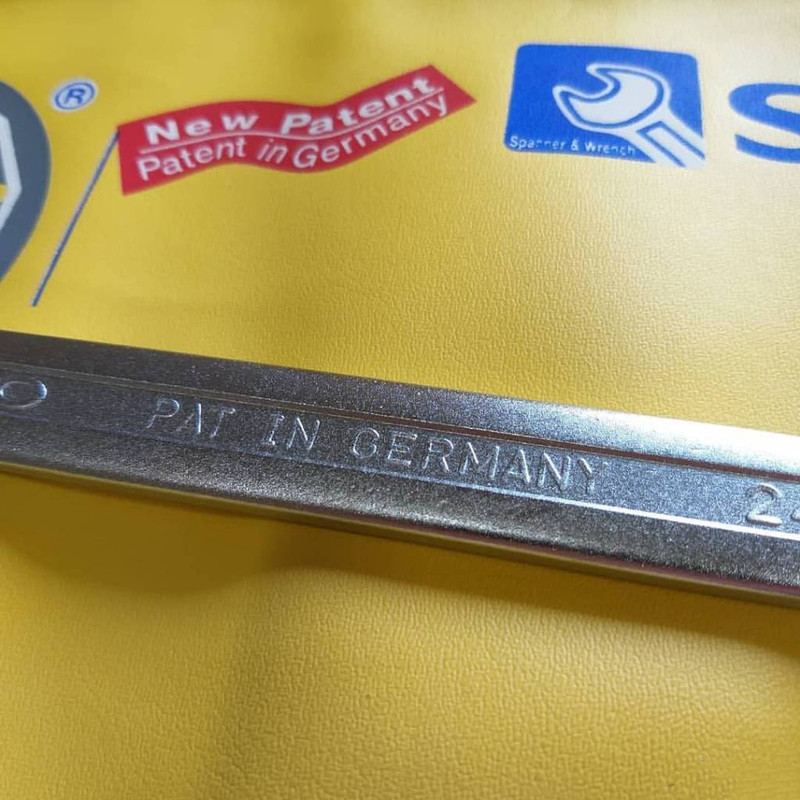 ®
New Patent
Patent in Germany
Spanner & Wrench
S
PAT IN GERMANY